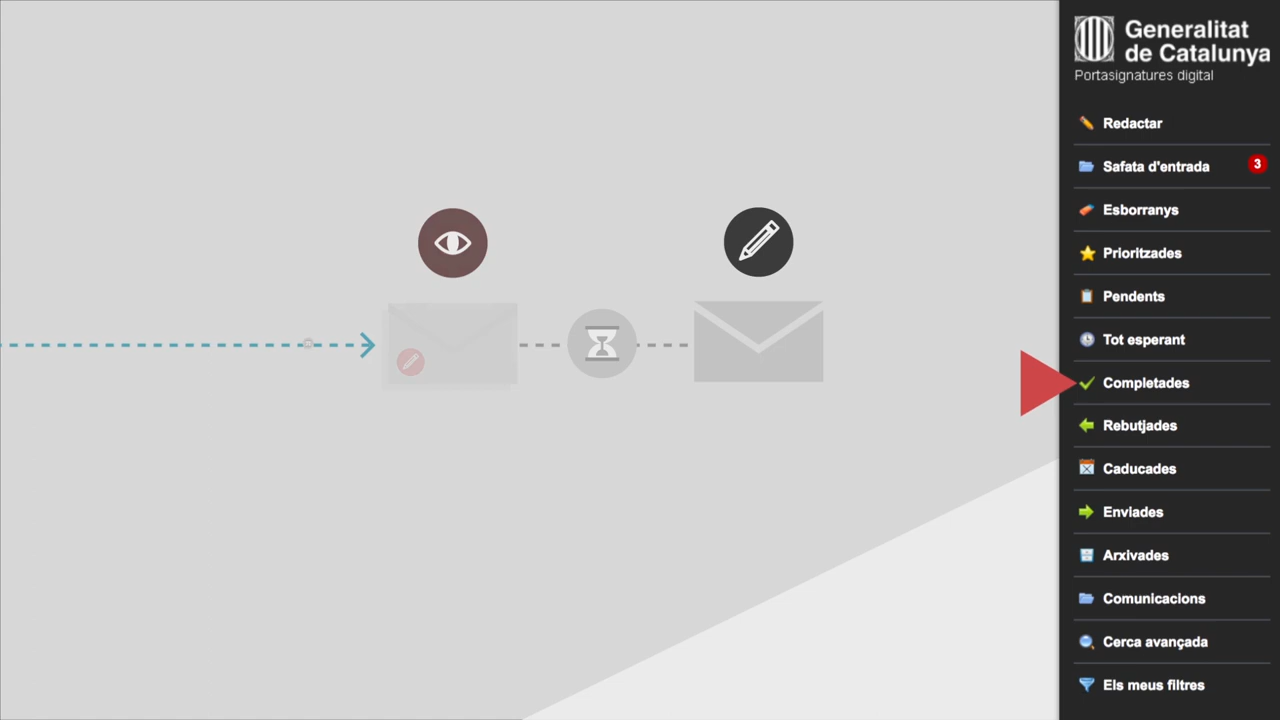 Generalitat
de Catalunya
Portasignatures digital
Redactar
Safata d'entrada 3
Esborranys
Prioritzades
Pendents
Tot esperant
Completades
Rebutjades
Caducades
Enviades
Arxivades
Comunicacions
Cerca avançada
Els meus filtres